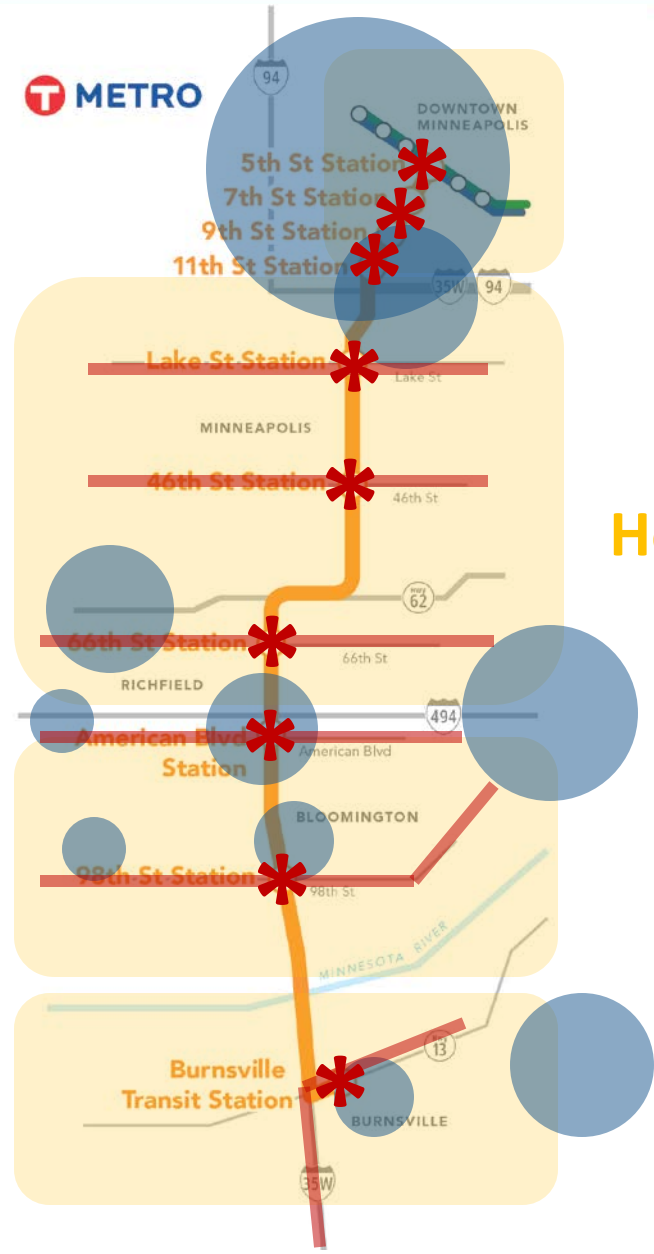 94
T METRO
DOWNTOWN
MINNEAPOLIS
5th St Station
7th St Station
9th St Station
11th St Station
35W 94
Lake St Station
Lake St
MINNEAPOLIS
46th St Station
46th St
H
HWY
62
66th St Station
66th St
RICHFIELD
494
American Blvd
Station
American Blvd
BLOOMINGTON
98th St Station
98th St
MINNESOTA RIVER
13
Burnsville
Transit Station
BURNSVILLE
35W